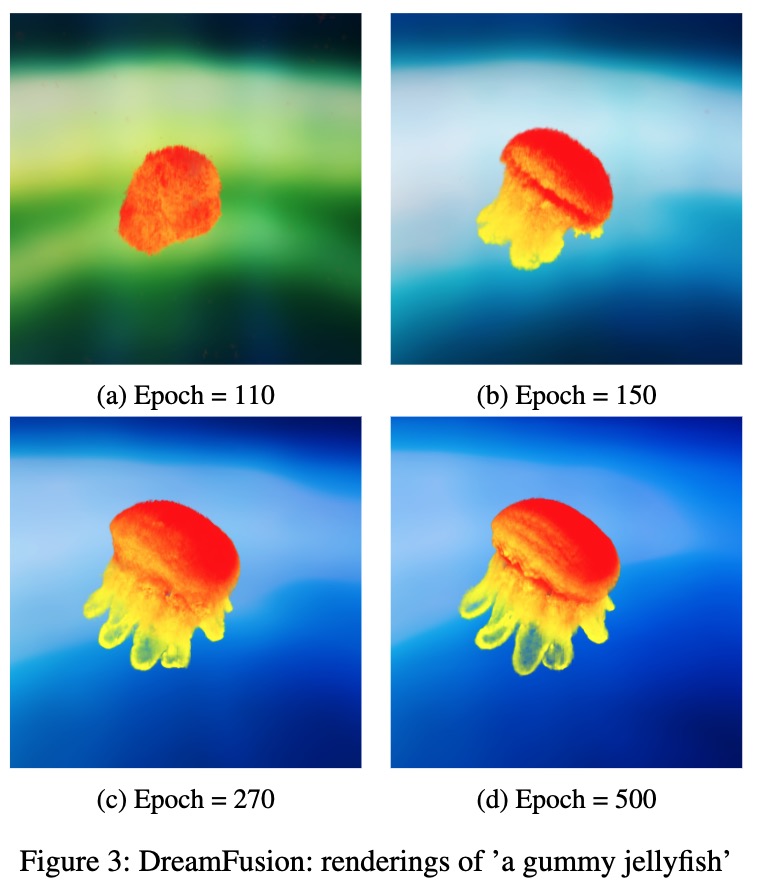 (a) Epoch = 110
(b) Epoch = 150
(c) Epoch = 270
(d) Epoch = 500
Figure 3: DreamFusion: renderings of ’a gummy jellyfish’